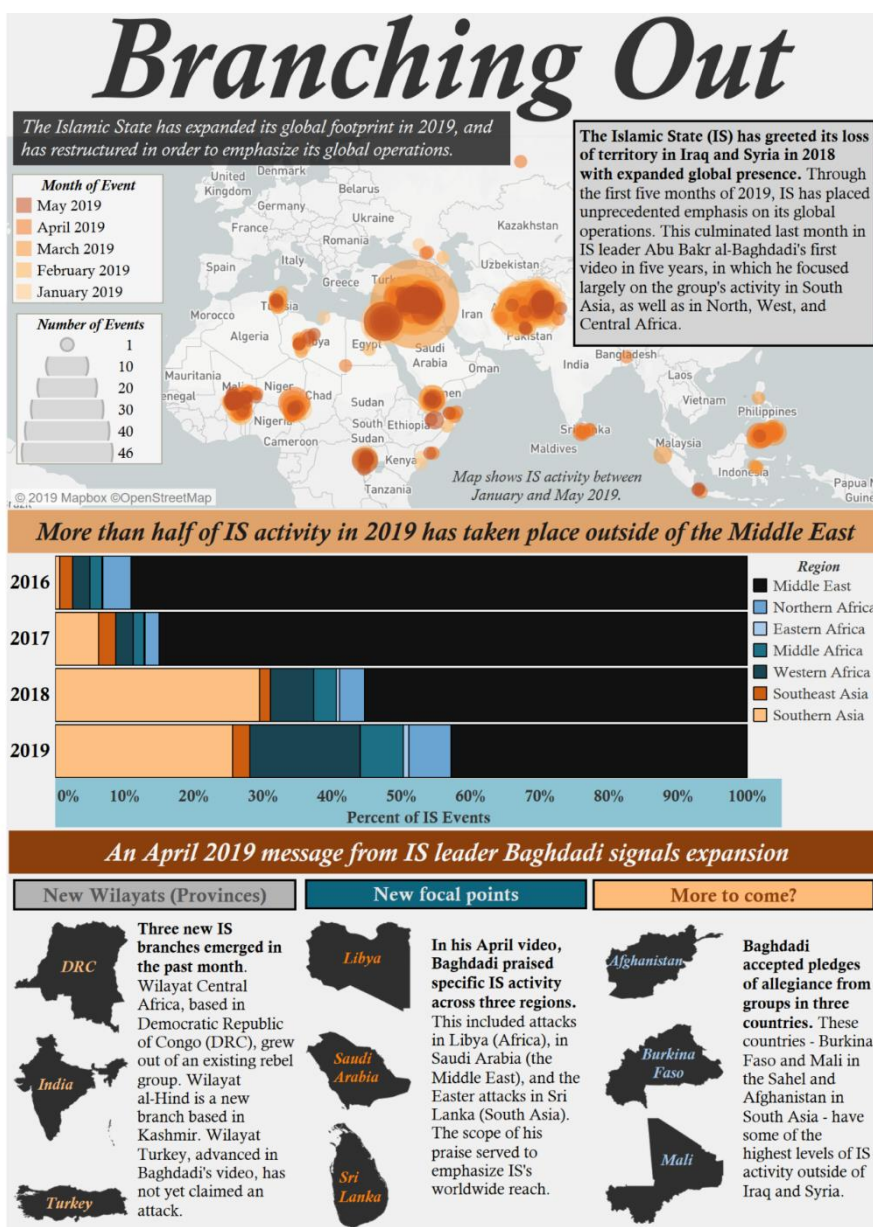 Branching Out
The Islamic State has expanded its global footprint in 2019, and
has restructured in order to emphasize its global operations.
The Islamic State (IS) has greeted its loss
of territory in Iraq and Syria in 2018
with expanded global presence. Through
the first five months of 2019, IS has placed
unprecedented emphasis on its global
operations. This culminated last month in
IS leader Abu Bakr al-Baghdadi's first
video in five years, in which he focused
largely on the group's activity in South
Asia, as well as in North, West, and
Central Africa.
Month of Event
May 2019
April 2019
March 2019
February 2019
January 2019
Number of Events
1
10
20
30
40
46
United
Kingdom
Denmark
Belarus
Germany
Ukraine
France
Kazakhstan
Romania
Italy
Uzbekistan
Spain
Greece
Morocco
Iran
Algeria
Egypt
Pakistan
Saudi
Arabia
Bangladesh
Oman
India
Laos
Mauritania
Mali
Niger
Chad
Sudan
Vietnam
Philippines
Nigeria
South
Sudan
Ethiopia
Cameroon
Maldives
Malaysia
Kenya
Indonesia
Tanzania
Papua
Guine
Map shows IS activity between
January and May 2019.
© 2019 Mapbox ©OpenStreetMap
More than half of IS activity in 2019 has taken place outside of the Middle East
2016
2017
2018
2019
Region
Middle East
Northern Africa
Eastern Africa
Middle Africa
Western Africa
Southeast Asia
Southern Asia
0% 10% 20% 30% 40% 50% 60% 70% 80% 90% 100%
Percent of IS Events
An April 2019 message from IS leader Baghdadi signals expansion
New Wilayats (Provinces)
DRC
India
Turkey
Three new IS
branches emerged in
the past month.
Wilayat Central
Africa, based in
Democratic Republic
of Congo (DRC), grew
out of an existing rebel
group. Wilayat
al-Hind is a new
branch based in
Kashmir. Wilayat
Turkey, advanced in
Baghdadi's video, has
not yet claimed an
attack.
New focal points
Libya
Saudi
Arabia
Sri
Lanka
In his April video,
Baghdadi praised
specific IS activity
across three regions.
This included attacks
in Libya (Africa), in
Saudi Arabia (the
Middle East), and the
Easter attacks in Sri
Lanka (South Asia).
The scope of his
praise served to
emphasize IS's
worldwide reach.
More to come?
Afghanistan
Burkina
Faso
Mali
Baghdadi
accepted pledges
of allegiance from
groups in three
countries. These
countries - Burkina
Faso and Mali in
the Sahel and
Afghanistan in
South Asia - have
some of the
highest levels of IS
activity outside of
Iraq and Syria.